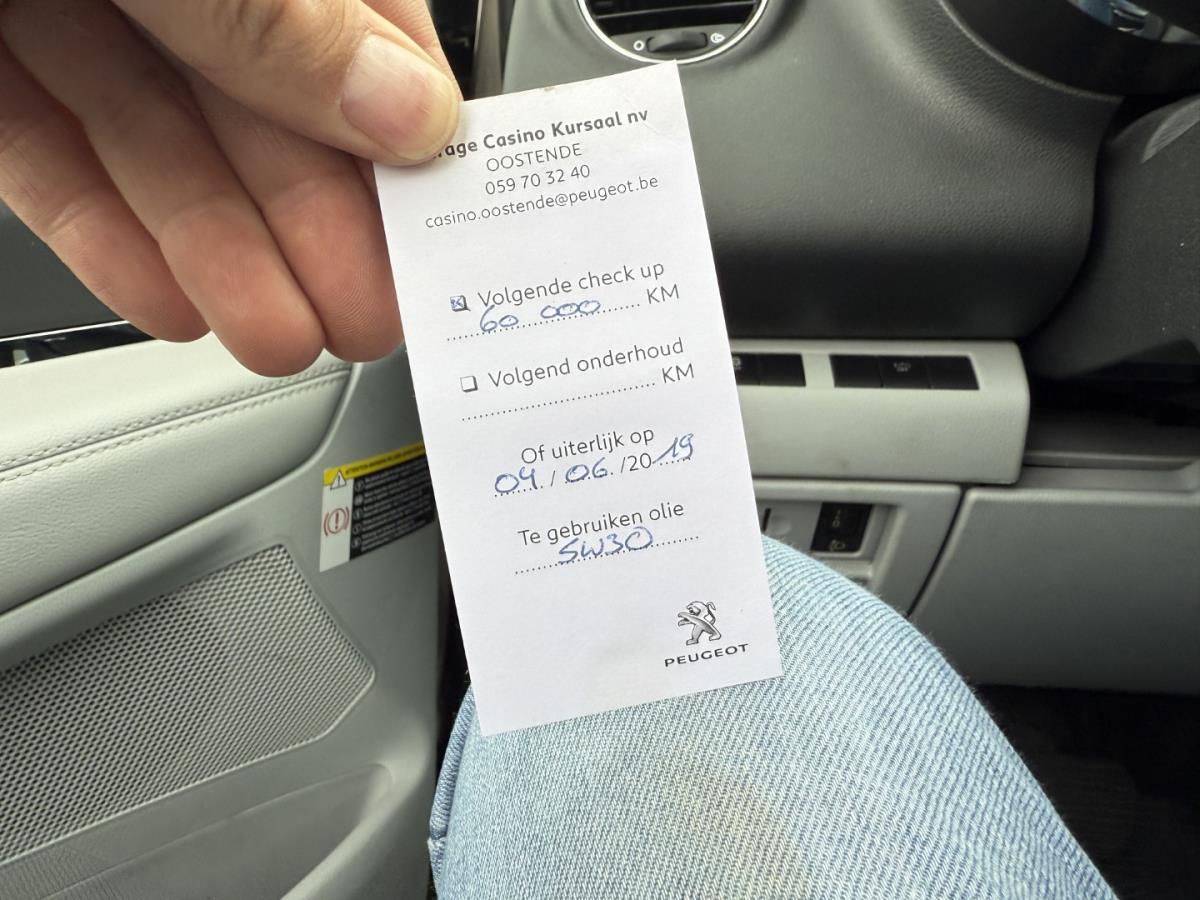 age Casino Kursaal nv
OOSTENDE
059 70 32 40
casino.oostende@peugeot.be
Volgende check up
60 000 KM
Volgend onderhoud
KM
Of uiterlijk op
04 / 06 /2019
Te gebruiken olie
5W30
PEUGEOT